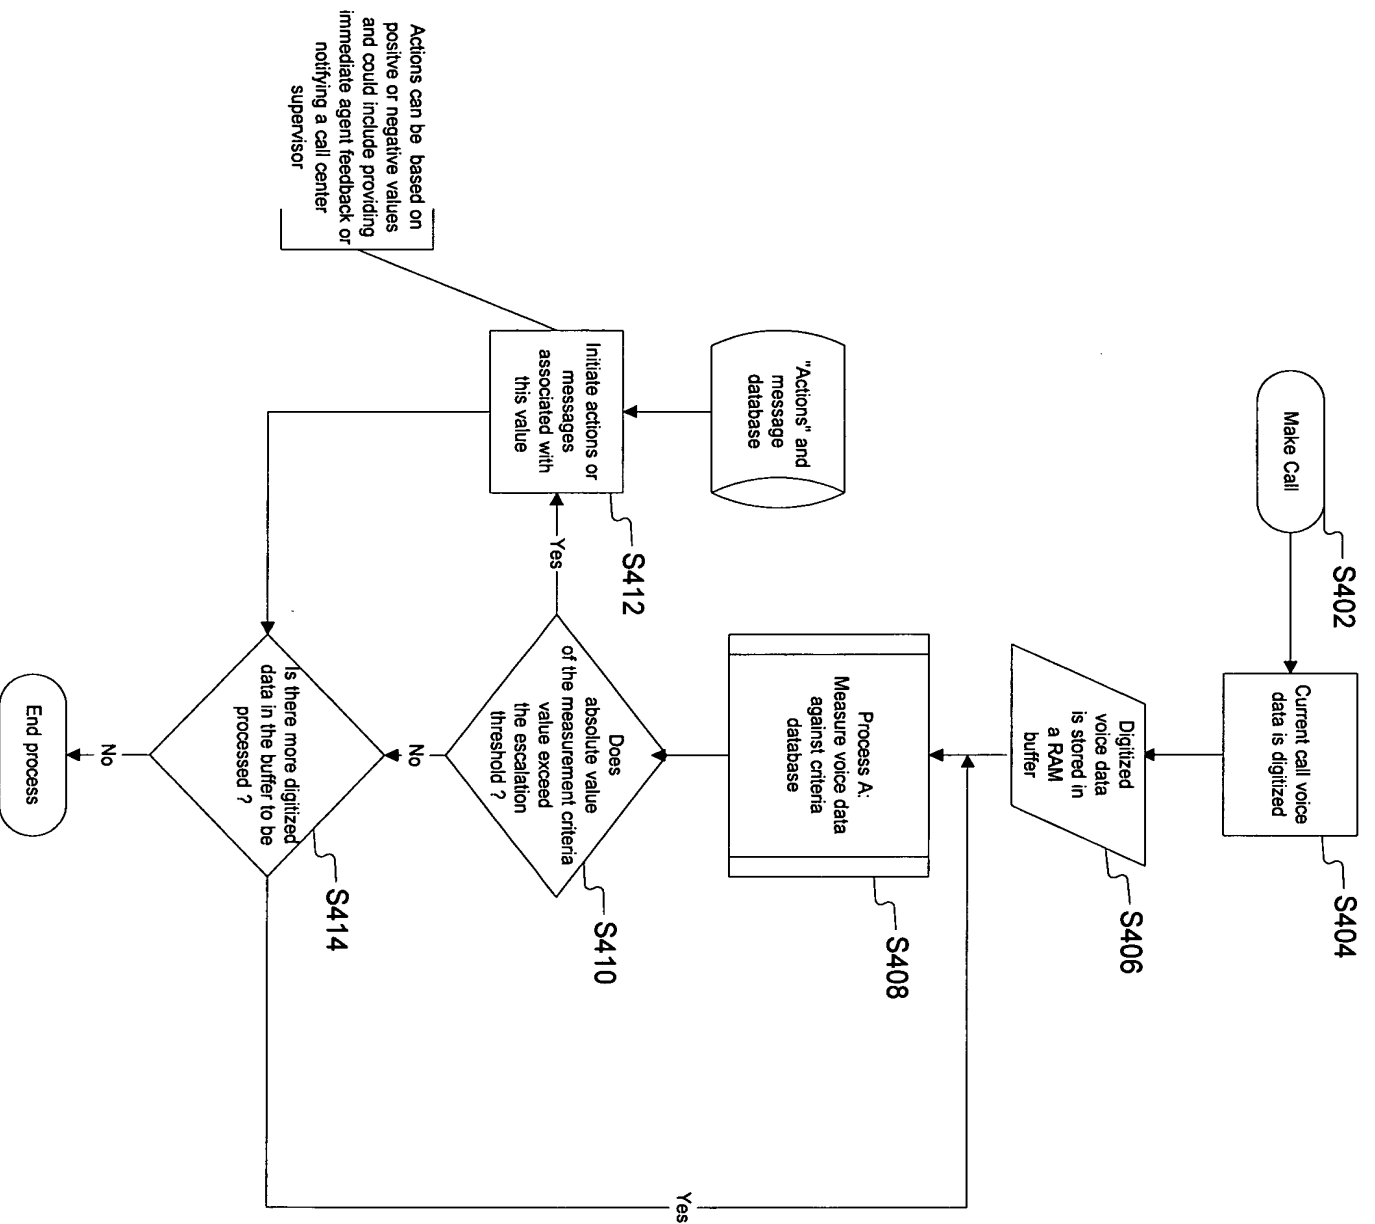 Make Call
S402
Current call voice
data is digitized
S404
Digitized
voice data
is stored in
a RAM
buffer
S406
Process A:
Measure voice data
against criteria
database
S408
"Actions" and
message
database
Does
absolute value
of the measurement criteria
value exceed
the escalation
threshold ?
S410
Yes
No
Initiate actions or
messages
associated with
this value
S412
Actions can be based on
positve or negative values
and could include providing
immediate agent feedback or
notifying a call center
supervisor
Is there more digitized
data in the buffer to be
processed ?
S414
Yes
No
End process